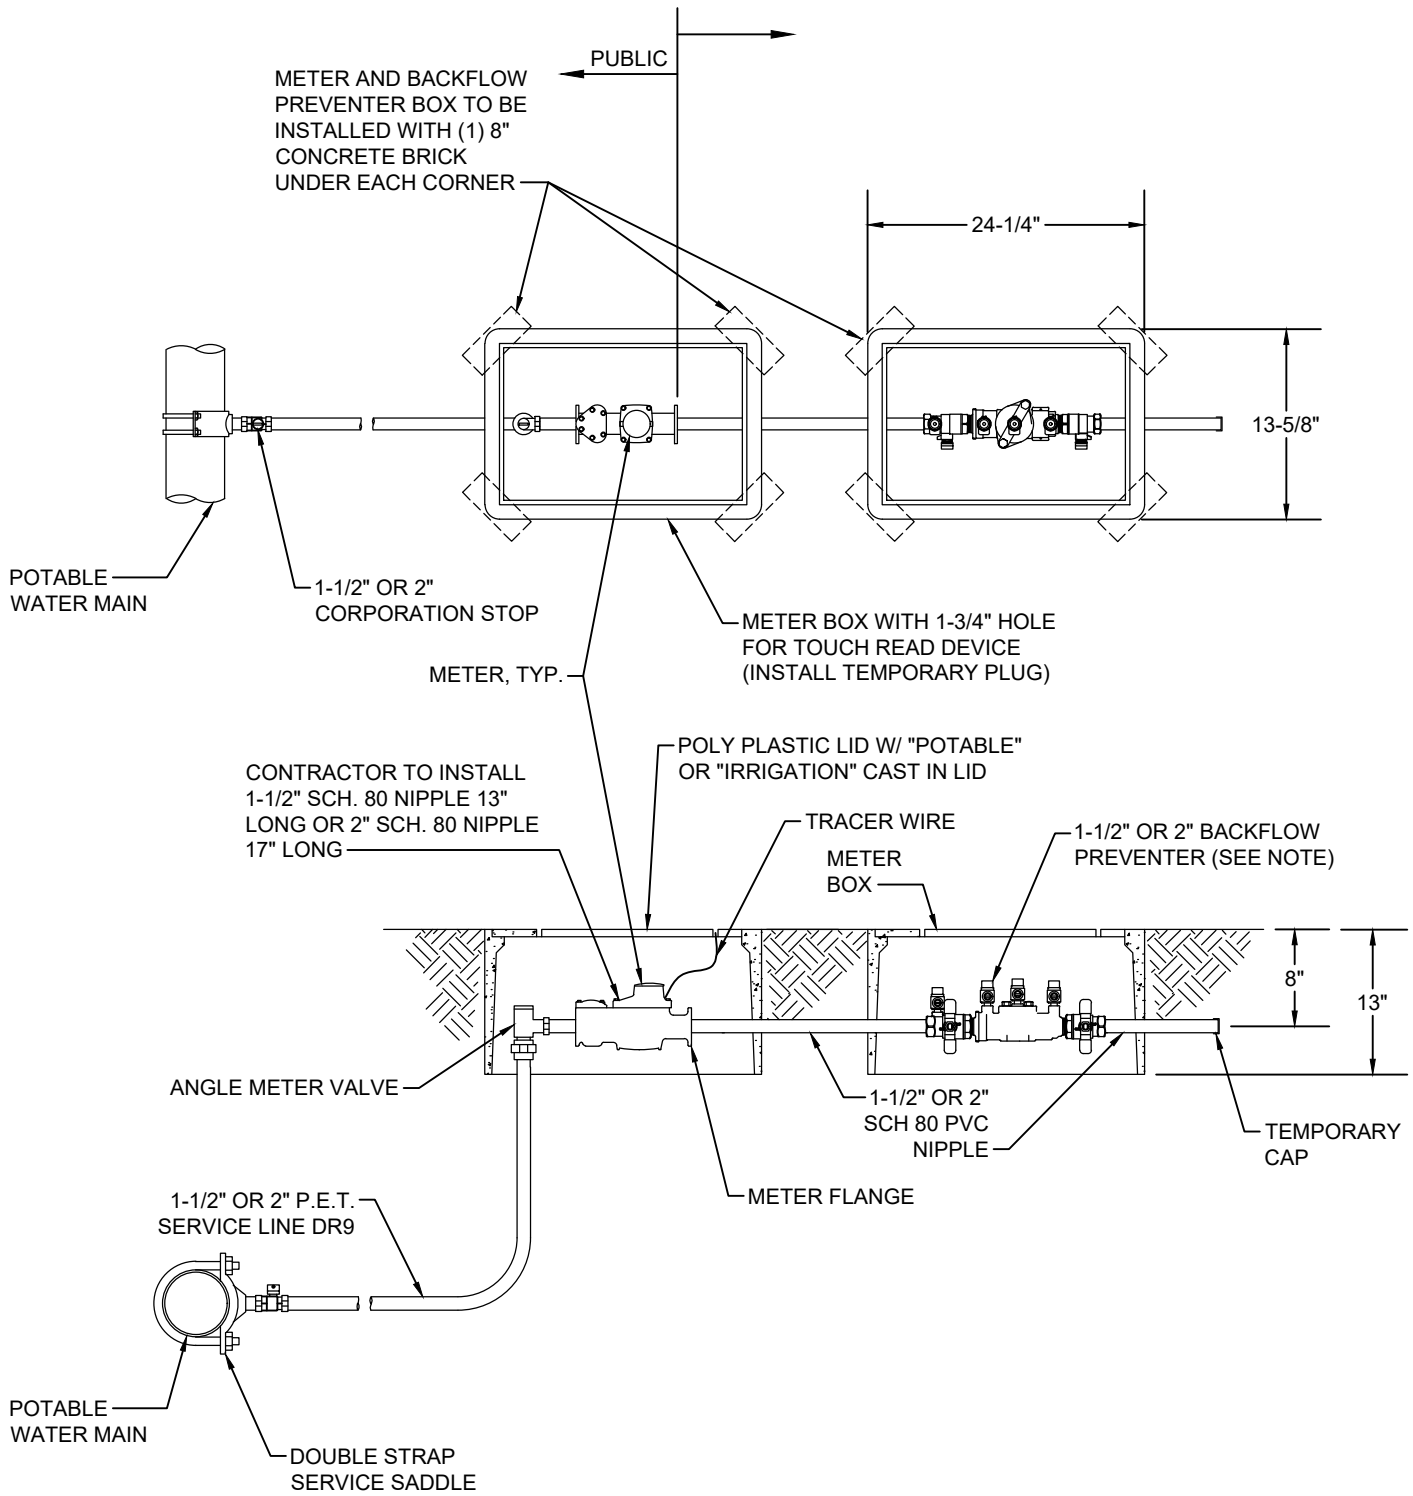 PUBLIC
METER AND BACKFLOW
PREVENTER BOX TO BE
INSTALLED WITH (1) 8"
CONCRETE BRICK
UNDER EACH CORNER
24-1/4"
13-5/8"
POTABLE
WATER MAIN
1-1/2" OR 2"
CORPORATION STOP
METER BOX WITH 1-3/4" HOLE
FOR TOUCH READ DEVICE
(INSTALL TEMPORARY PLUG)
METER, TYP.
POLY PLASTIC LID W/ "POTABLE"
OR "IRRIGATION" CAST IN LID
CONTRACTOR TO INSTALL
1-1/2" SCH. 80 NIPPLE 13"
LONG OR 2" SCH. 80 NIPPLE
17" LONG
TRACER WIRE
METER
BOX
1-1/2" OR 2" BACKFLOW
PREVENTER (SEE NOTE)
8"
13"
ANGLE METER VALVE
1-1/2" OR 2"
SCH 80 PVC
NIPPLE
TEMPORARY
CAP
METER FLANGE
1-1/2" OR 2" P.E.T.
SERVICE LINE DR9
POTABLE
WATER MAIN
DOUBLE STRAP
SERVICE SADDLE